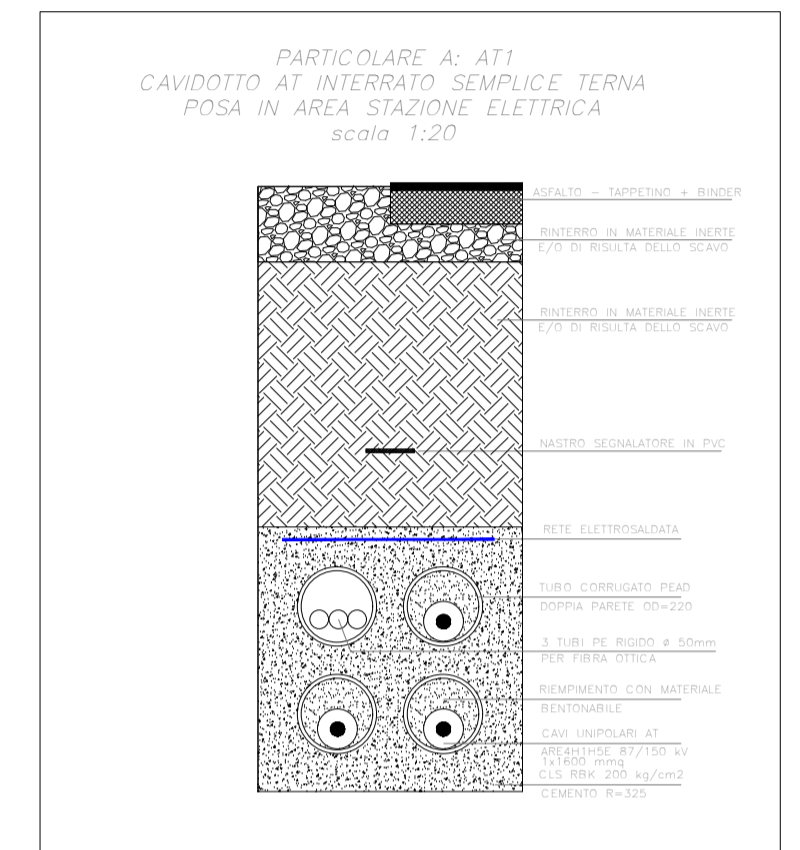 PARTICOLARE A: AT1
CAVIDOTTO AT INTERRATO SEMPLICE TERNA
POSA IN AREA STAZIONE ELETTRICA
scala 1:20
ASFALTO - TAPPETINO + BINDER
RINTERRO IN MATERIALE INERTE
E/O DI RISULTA DELLO SCAVO
RINTERRO IN MATERIALE INERTE
E/O DI RISULTA DELLO SCAVO
NASTRO SEGNALATORE IN PVC
RETE ELETTROSALDATA
TUBO CORRUGATO PEAD
DOPPIA PARETE OD=220
3 TUBI PE RIGIDO ø 50mm
PER FIBRA OTTICA
RIEMPIMENTO CON MATERIALE
BENTONABILE
CAVI UNIPOLARI AT
ARE4H1H5E 87/150 kV
1x1600 mmq
CLS RBK 200 kg/cm2
CEMENTO R=325